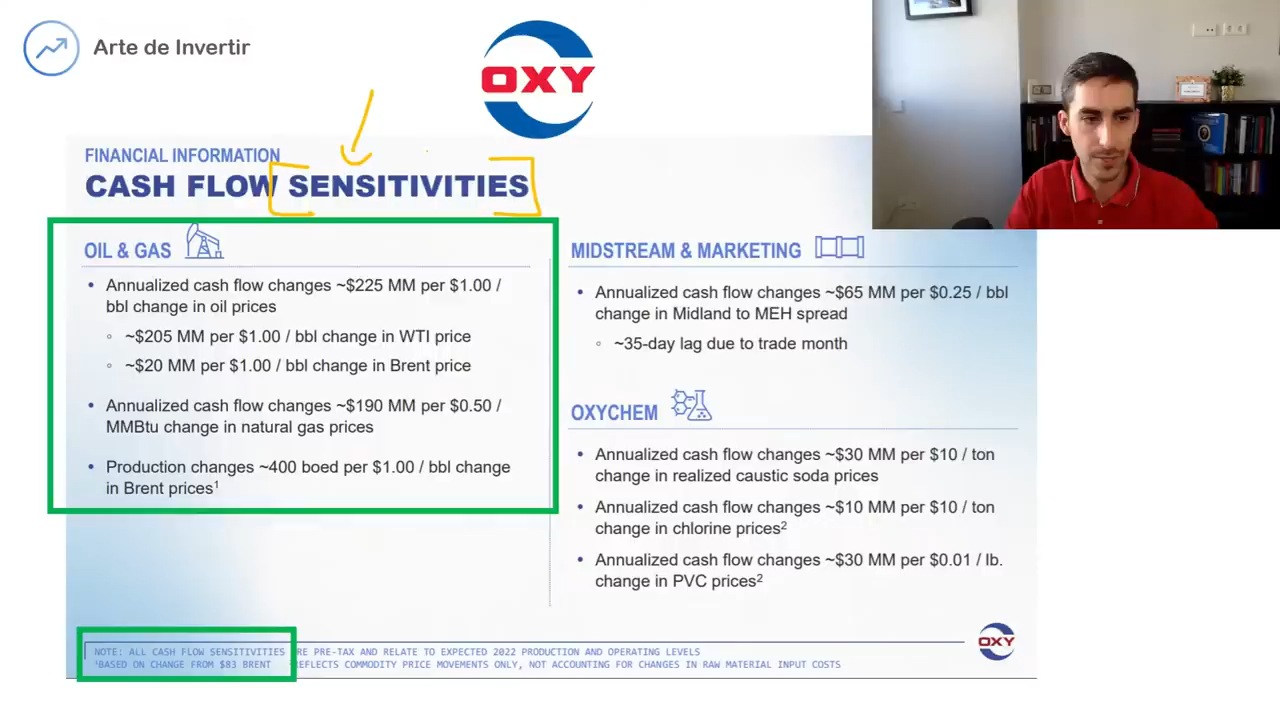 Arte de Invertir
OXY
FINANCIAL INFORMATION
CASH FLOW SENSITIVITIES
OIL & GAS
• Annualized cash flow changes ~$225 MM per $1.00 /
bbl change in oil prices
◦ ~$205 MM per $1.00 / bbl change in WTI price
◦ ~$20 MM per $1.00 / bbl change in Brent price
• Annualized cash flow changes ~$190 MM per $0.50 /
MMBtu change in natural gas prices
• Production changes ~400 boed per $1.00 / bbl change
in Brent prices¹
MIDSTREAM & MARKETING
• Annualized cash flow changes ~$65 MM per $0.25 / bbl
change in Midland to MEH spread
◦ ~35-day lag due to trade month
OXYCHEM
• Annualized cash flow changes ~$30 MM per $10 / ton
change in realized caustic soda prices
• Annualized cash flow changes ~$10 MM per $10 / ton
change in chlorine prices²
• Annualized cash flow changes ~$30 MM per $0.01 / lb.
change in PVC prices²
NOTE: ALL CASH FLOW SENSITIVITIES RE PRE-TAX AND RELATE TO EXPECTED 2022 PRODUCTION AND OPERATING LEVELS
¹BASED ON CHANGE FROM $83 BRENT REFLECTS COMMODITY PRICE MOVEMENTS ONLY, NOT ACCOUNTING FOR CHANGES IN RAW MATERIAL INPUT COSTS
OXY